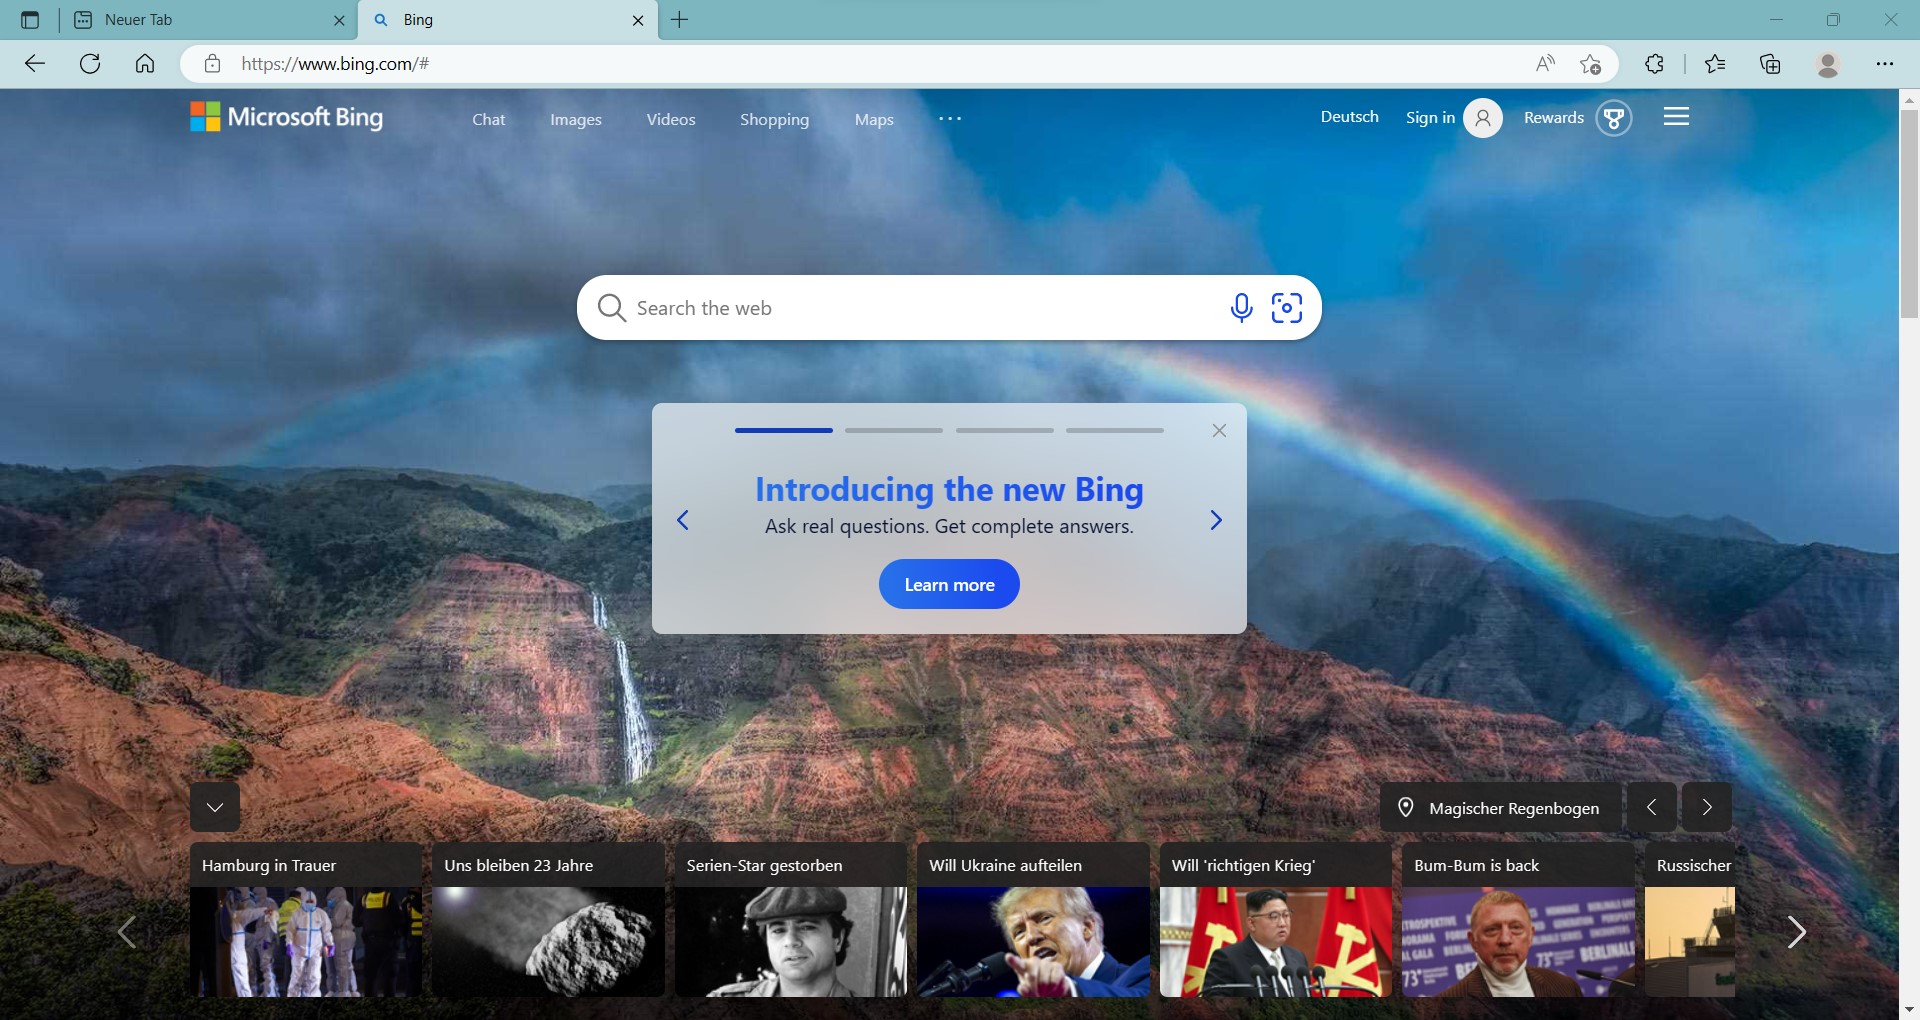 Neuer Tab
Bing
https://www.bing.com/#
Microsoft Bing
Chat
Images
Videos
Shopping
Maps
Deutsch
Sign in
Rewards
Search the web
Introducing the new Bing
Ask real questions. Get complete answers.
Learn more
Magischer Regenbogen
Hamburg in Trauer
Uns bleiben 23 Jahre
Serien-Star gestorben
Will Ukraine aufteilen
Will 'richtigen Krieg'
Bum-Bum is back
Russischer